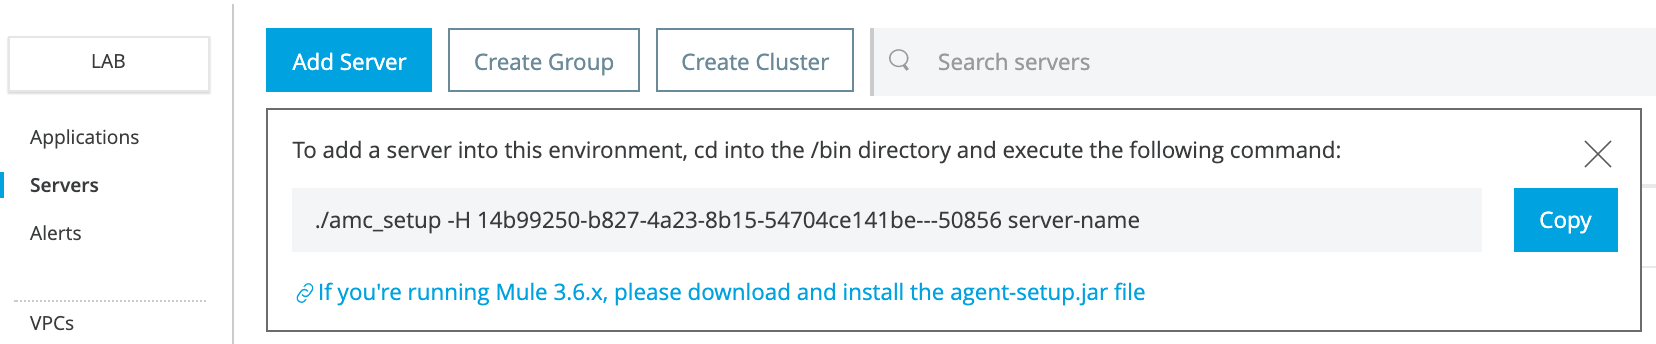 LAB
Applications
Servers
Alerts
VPCs
Add Server
Create Group
Create Cluster
Search servers
To add a server into this environment, cd into the /bin directory and execute the following command:
./amc_setup -H 14b99250-b827-4a23-8b15-54704ce141be---50856 server-name
Copy
If you're running Mule 3.6.x, please download and install the agent-setup.jar file